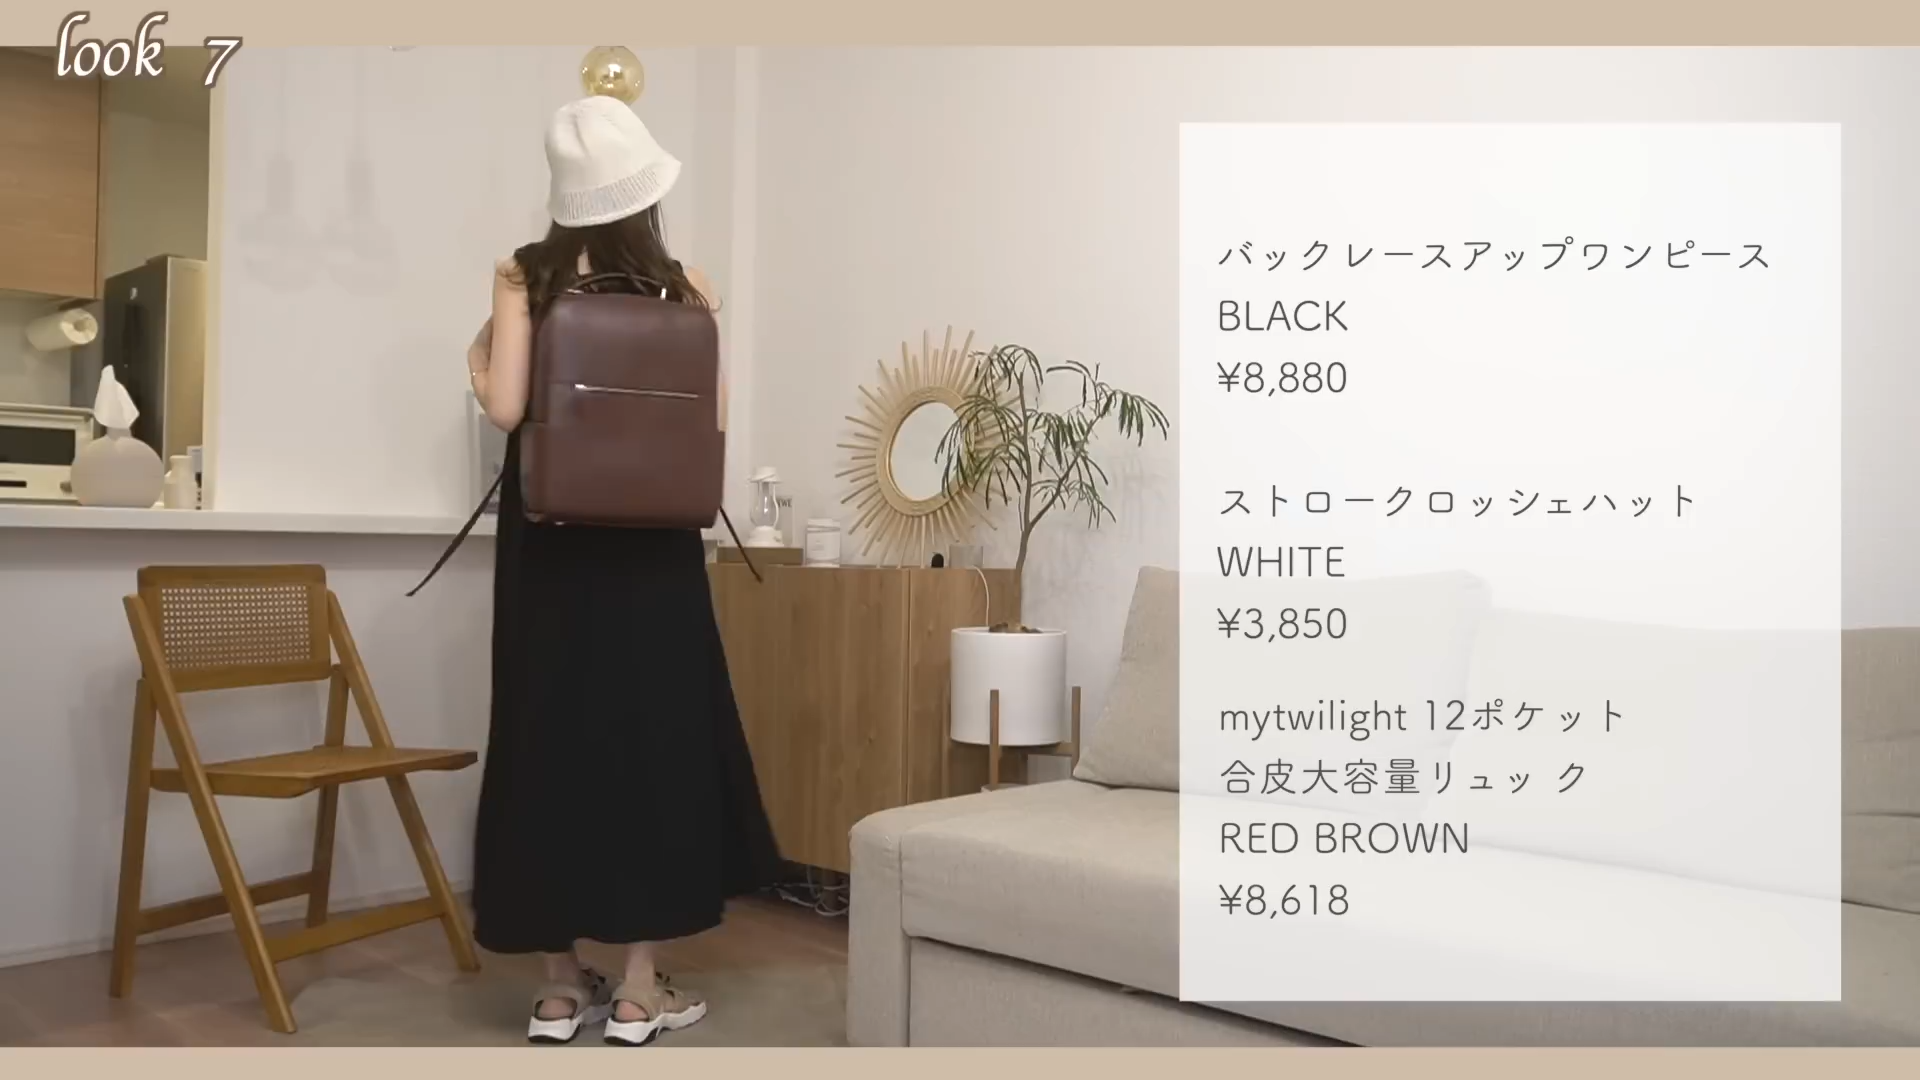 look 7
バックレースアップワンピース
BLACK
¥8,880
ストロークロッシェハット
WHITE
¥3,850
mytwilight 12ポケット
合皮大容量リュック
RED BROWN
¥8,618